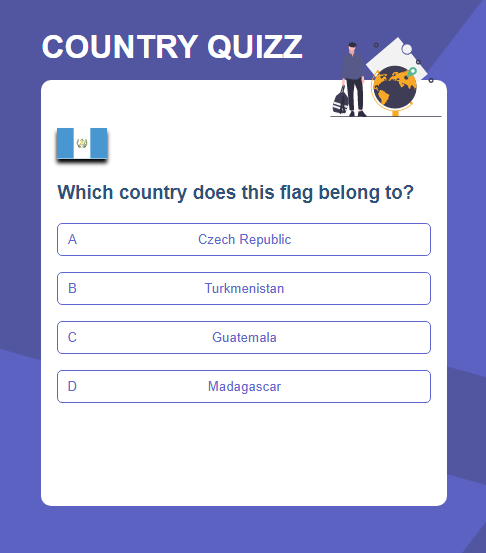 COUNTRY QUIZZ
Which country does this flag belong to?
A Czech Republic
B Turkmenistan
C Guatemala
D Madagascar